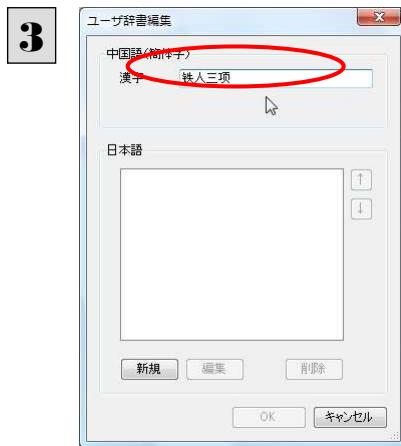 3
ユーザ辞書編集
中国語(簡体字)
漢字 铁人三项
日本語
↑
↓
新規 編集 削除
OK キャンセル